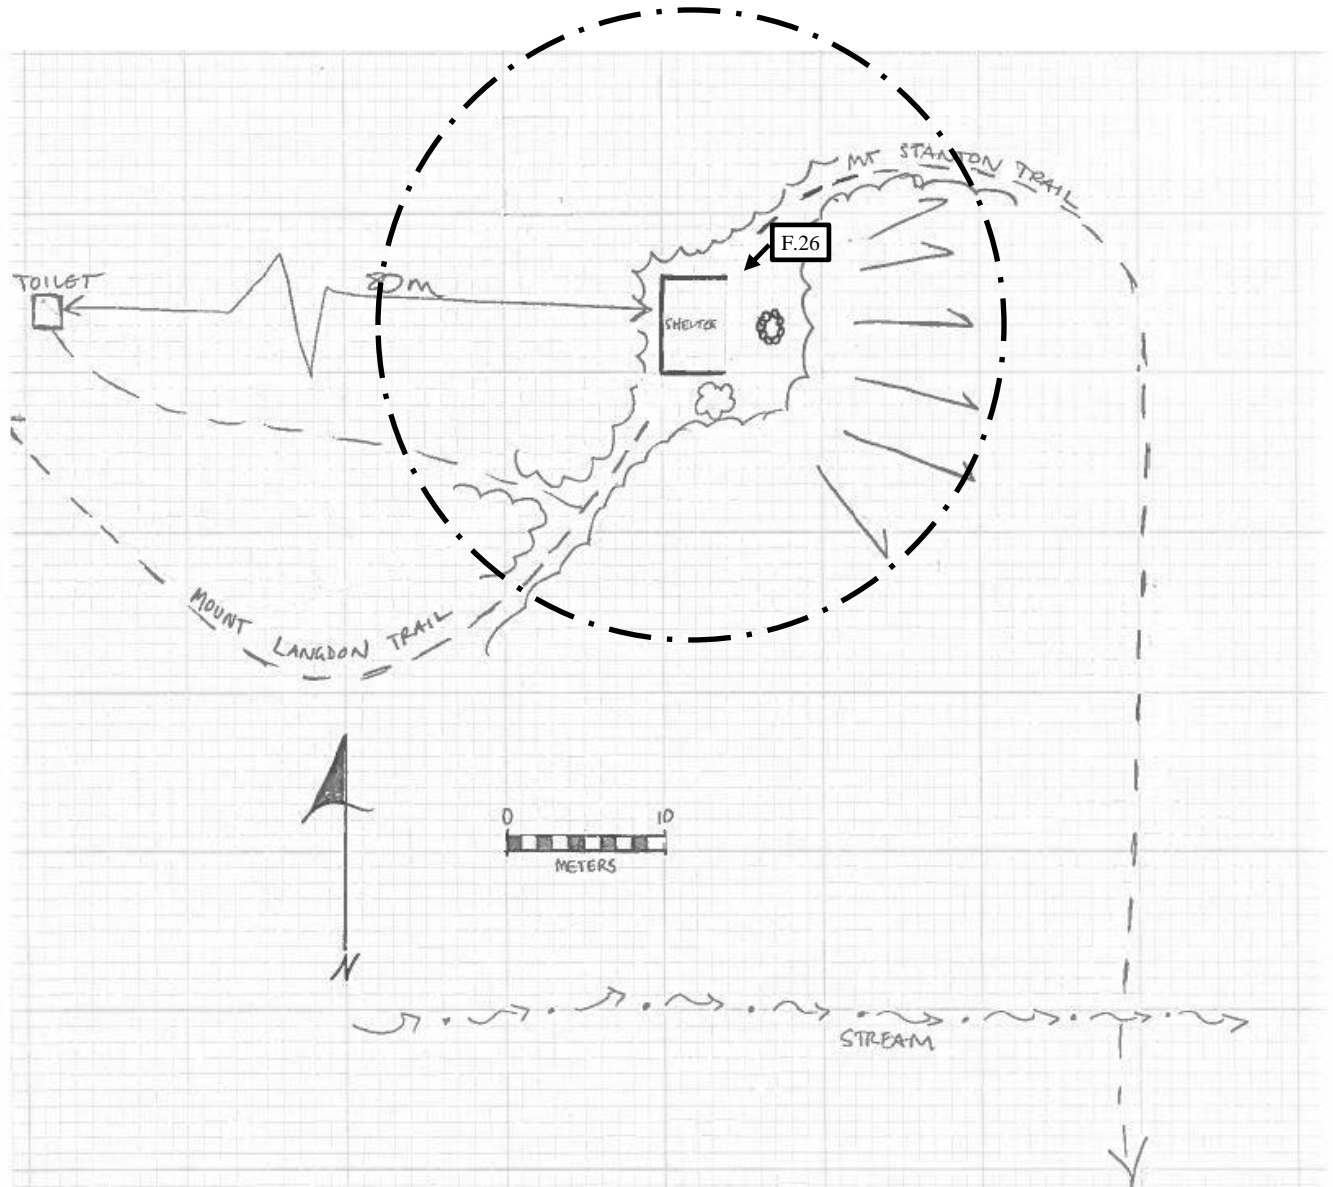 MT STANTON TRAIL
F.26
TOILET
80m
SHELTER
MOUNT LANGDON TRAIL
0 10
METERS
N
STREAM